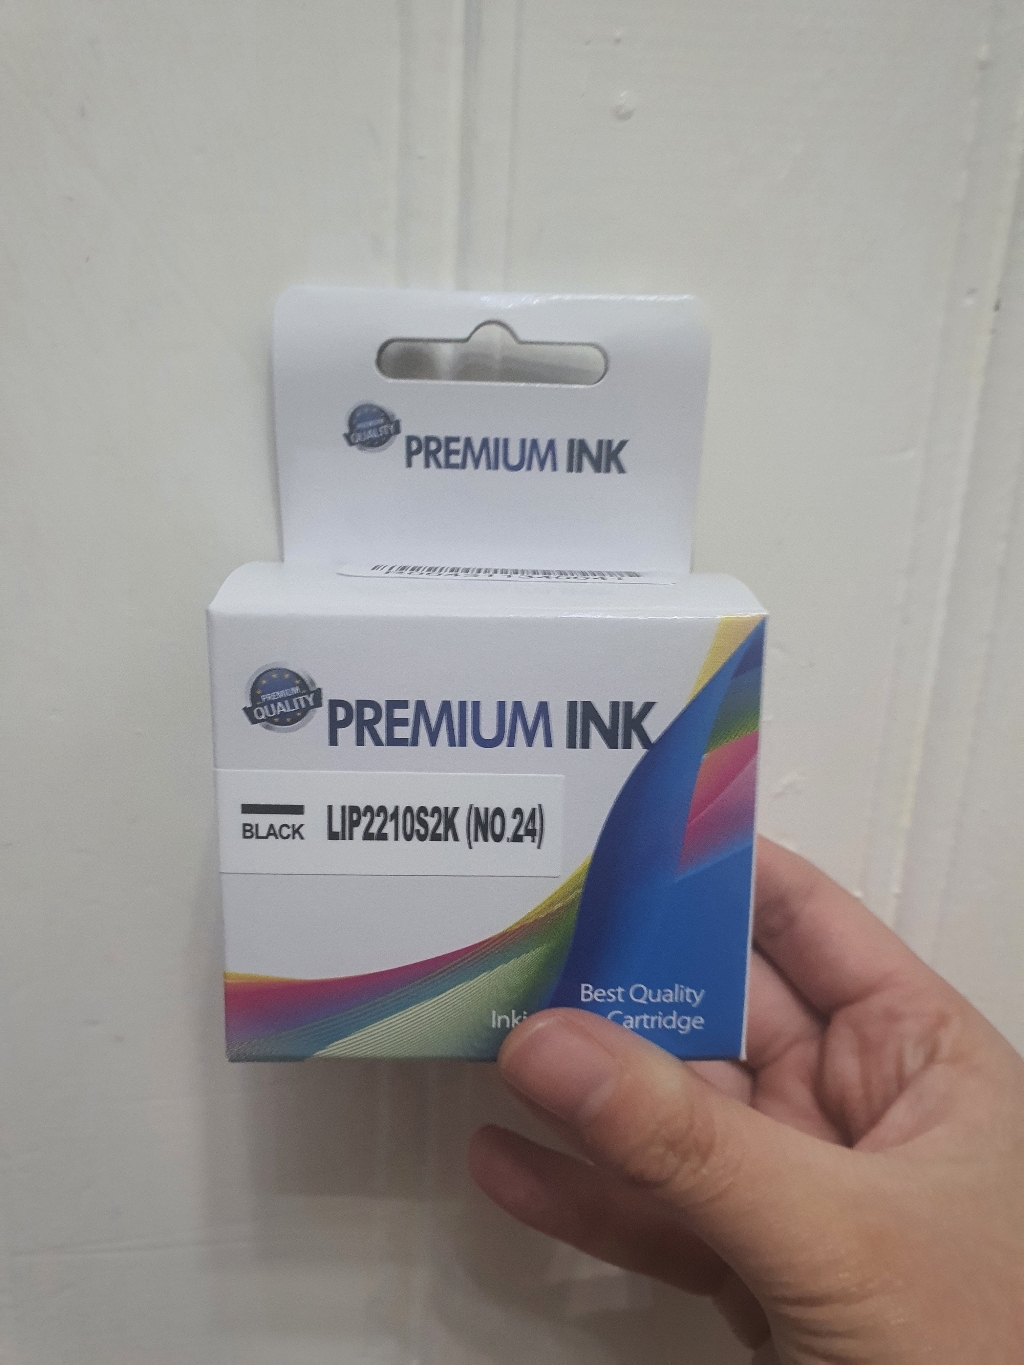 PREMIUM
QUALITY
PREMIUM INK
PREMIUM
QUALITY
PREMIUM INK
BLACK
LIP2210S2K (NO.24)
Best Quality
Cartridge